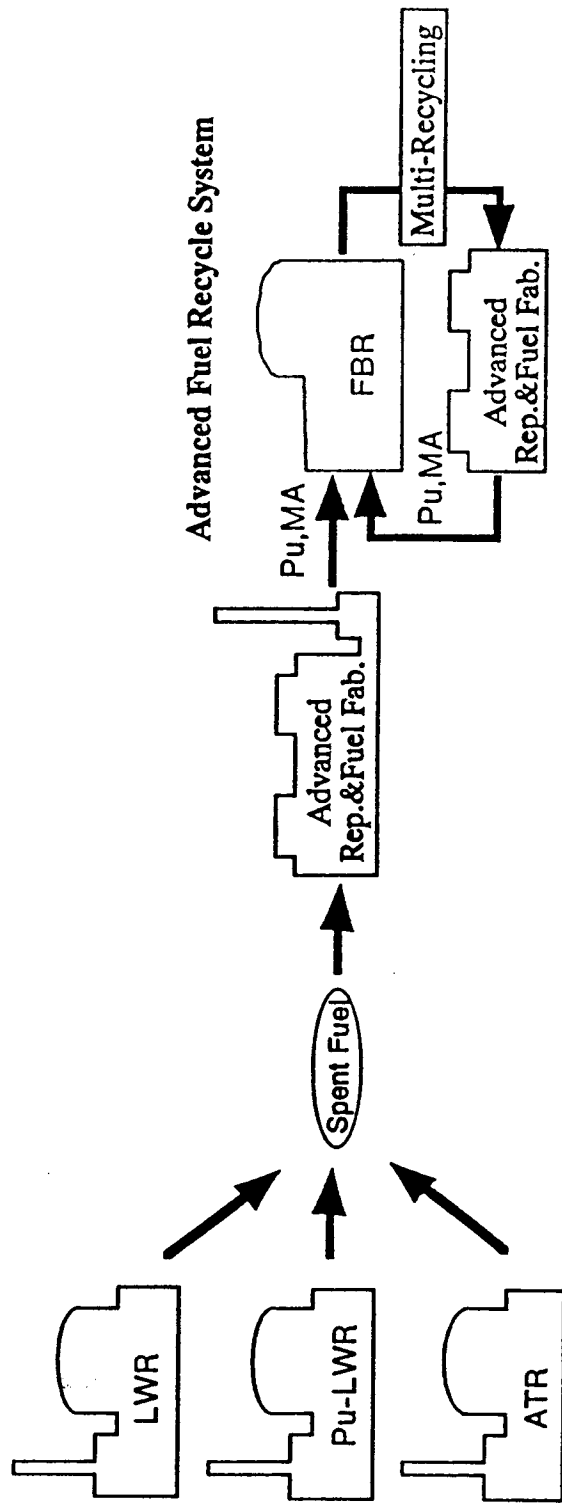 Advanced Fuel Recycle System
LWR
Pu-LWR
ATR
Spent Fuel
Advanced
Rep.&Fuel Fab.
Pu,MA
FBR
Multi-Recycling
Pu,MA
Advanced
Rep.&Fuel Fab.